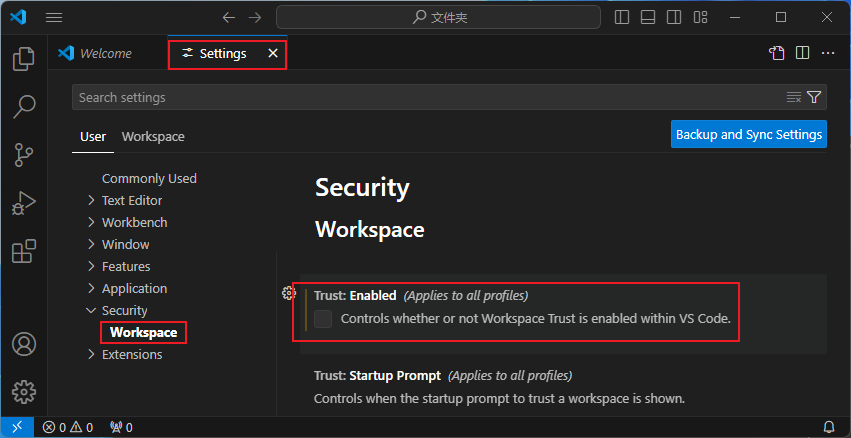 文件夹
Welcome
Settings
Search settings
User
Workspace
Backup and Sync Settings
Commonly Used
Text Editor
Workbench
Window
Features
Application
Security
Workspace
Extensions
Security
Workspace
Trust: Enabled (Applies to all profiles)
Controls whether or not Workspace Trust is enabled within VS Code.
Trust: Startup Prompt (Applies to all profiles)
Controls when the startup prompt to trust a workspace is shown.
0 0 0